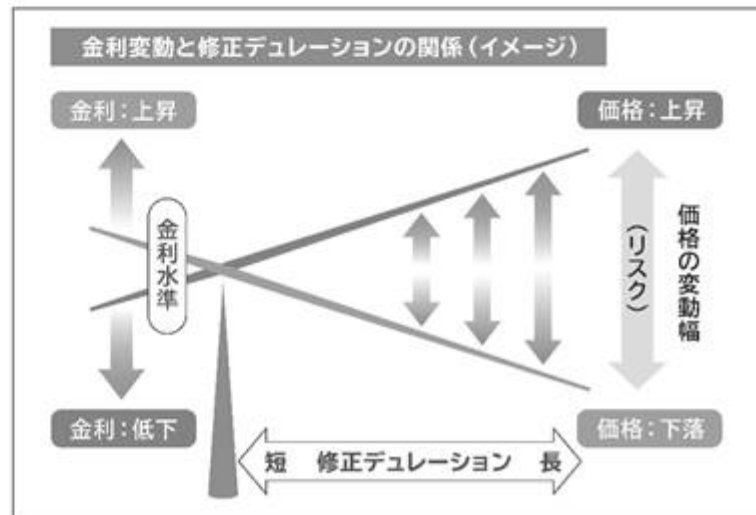 金利変動と修正デュレーションの関係（イメージ）
金利：上昇
価格：上昇
金利水準
価格の変動幅
（リスク）
金利：低下
価格：下落
短 修正デュレーション 長